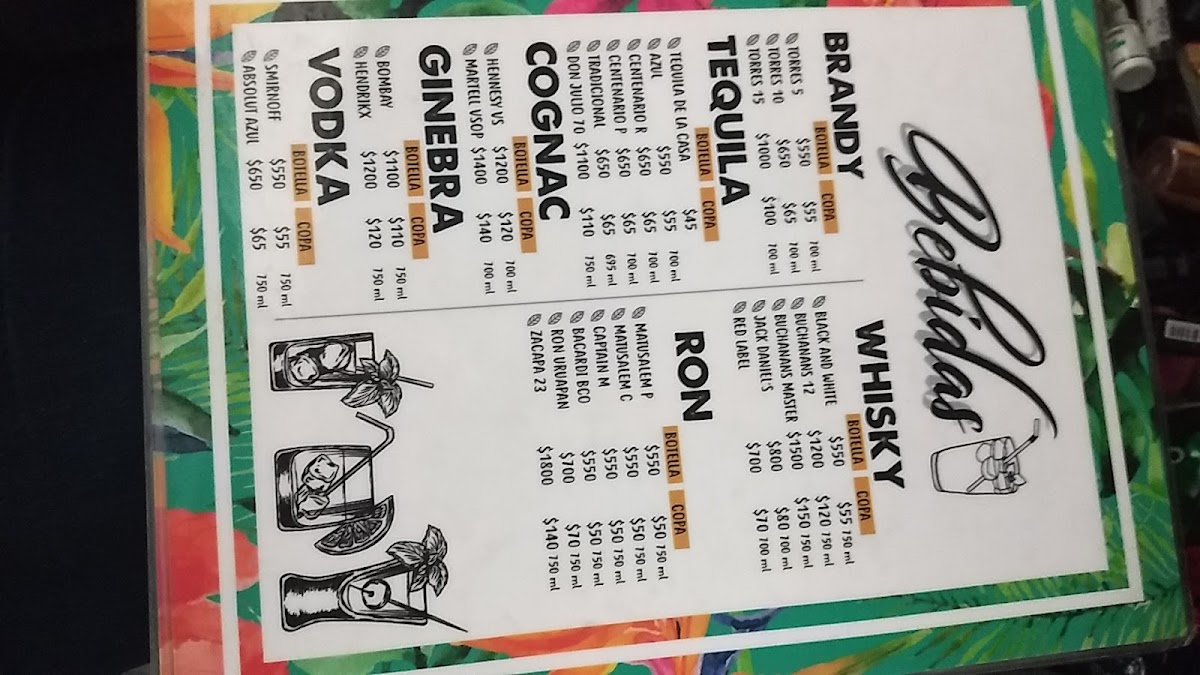 Bebidas
BRANDY
BOTELLA COPA
TORRES 5 $550 $55 700 ml
TORRES 10 $650 $65 700 ml
TORRES 15 $1000 $100 700 ml
TEQUILA
BOTELLA COPA
TEQUIA DE LA CASA $45
AZUL $550 $55 700 ml
CENTENARIO R $650 $65 700 ml
CENTENARIO P $650 $65 700 ml
TRADICIONAL $650 $65 695 ml
DON JULIO 70 $1100 $110 750 ml
COGNAC
BOTELLA COPA
HENNESY VS $1200 $120 700 ml
MARTELL VSOP $1400 $140 700 ml
GINEBRA
BOTELLA COPA
BOMBAY $1100 $110 750 ml
HENDRIKX $1200 $120 750 ml
VODKA
BOTELLA COPA
SMIRNOFF $550 $55 750 ml
ABSOLUT AZUL $650 $65 750 ml
WHISKY
BOTELLA COPA
BLACK AND WHITE $550 $55 750 ml
BUCHANANS 12 $1200 $120 750 ml
BUCHANANS MASTER $1500 $150 750 ml
JACK DANIEL'S $800 $80 700 ml
RED LABEL $700 $70 700 ml
RON
BOTELLA COPA
MATUSALEM P $550 $50 750 ml
MATUSALEM C $550 $50 750 ml
CAPTAIN M $550 $50 750 ml
BACARDI BCO $550 $50 750 ml
RON URUAPAN $700 $70 750 ml
ZACAPA 23 $1800 $140 750 ml